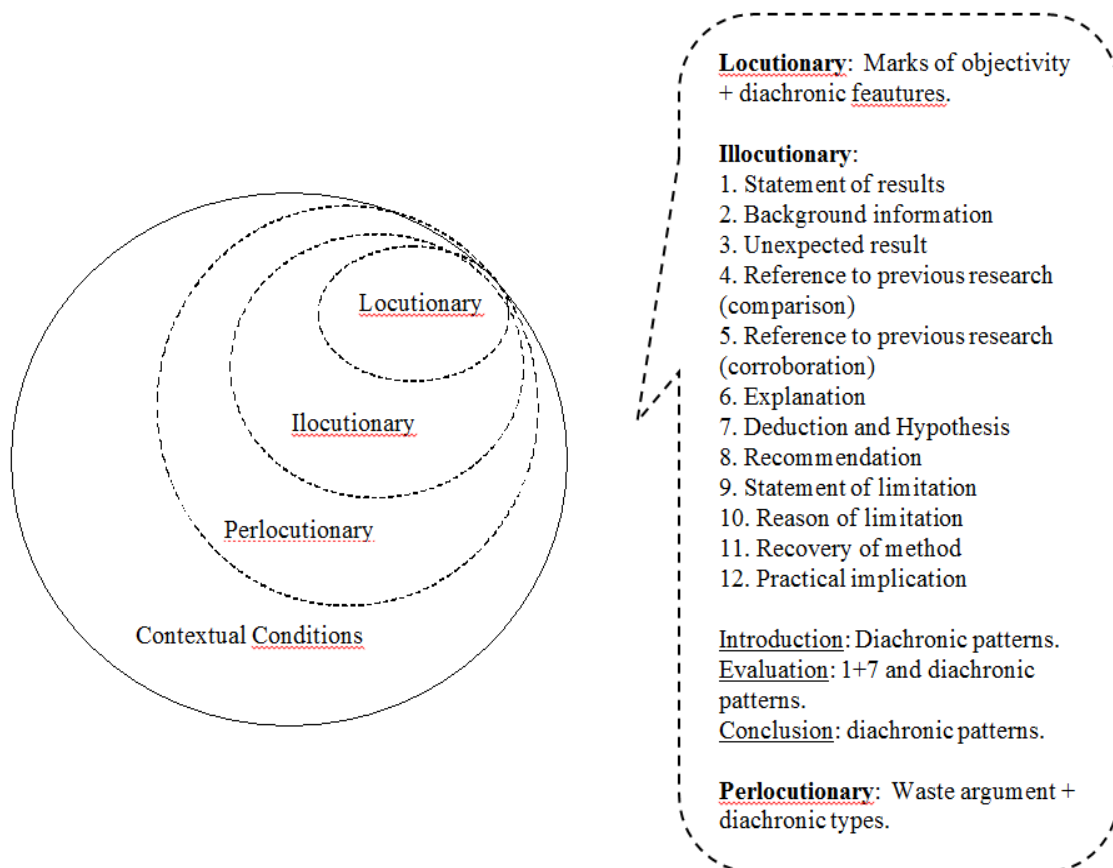 Locutionary
Ilocutionary
Perlocutionary
Contextual Conditions
Locutionary: Marks of objectivity
+ diachronic feautures.
Illocutionary:
1. Statement of results
2. Background information
3. Unexpected result
4. Reference to previous research
(comparison)
5. Reference to previous research
(corroboration)
6. Explanation
7. Deduction and Hypothesis
8. Recommendation
9. Statement of limitation
10. Reason of limitation
11. Recovery of method
12. Practical implication
Introduction: Diachronic patterns.
Evaluation: 1+7 and diachronic
patterns.
Conclusion: diachronic patterns.
Perlocutionary: Waste argument +
diachronic types.